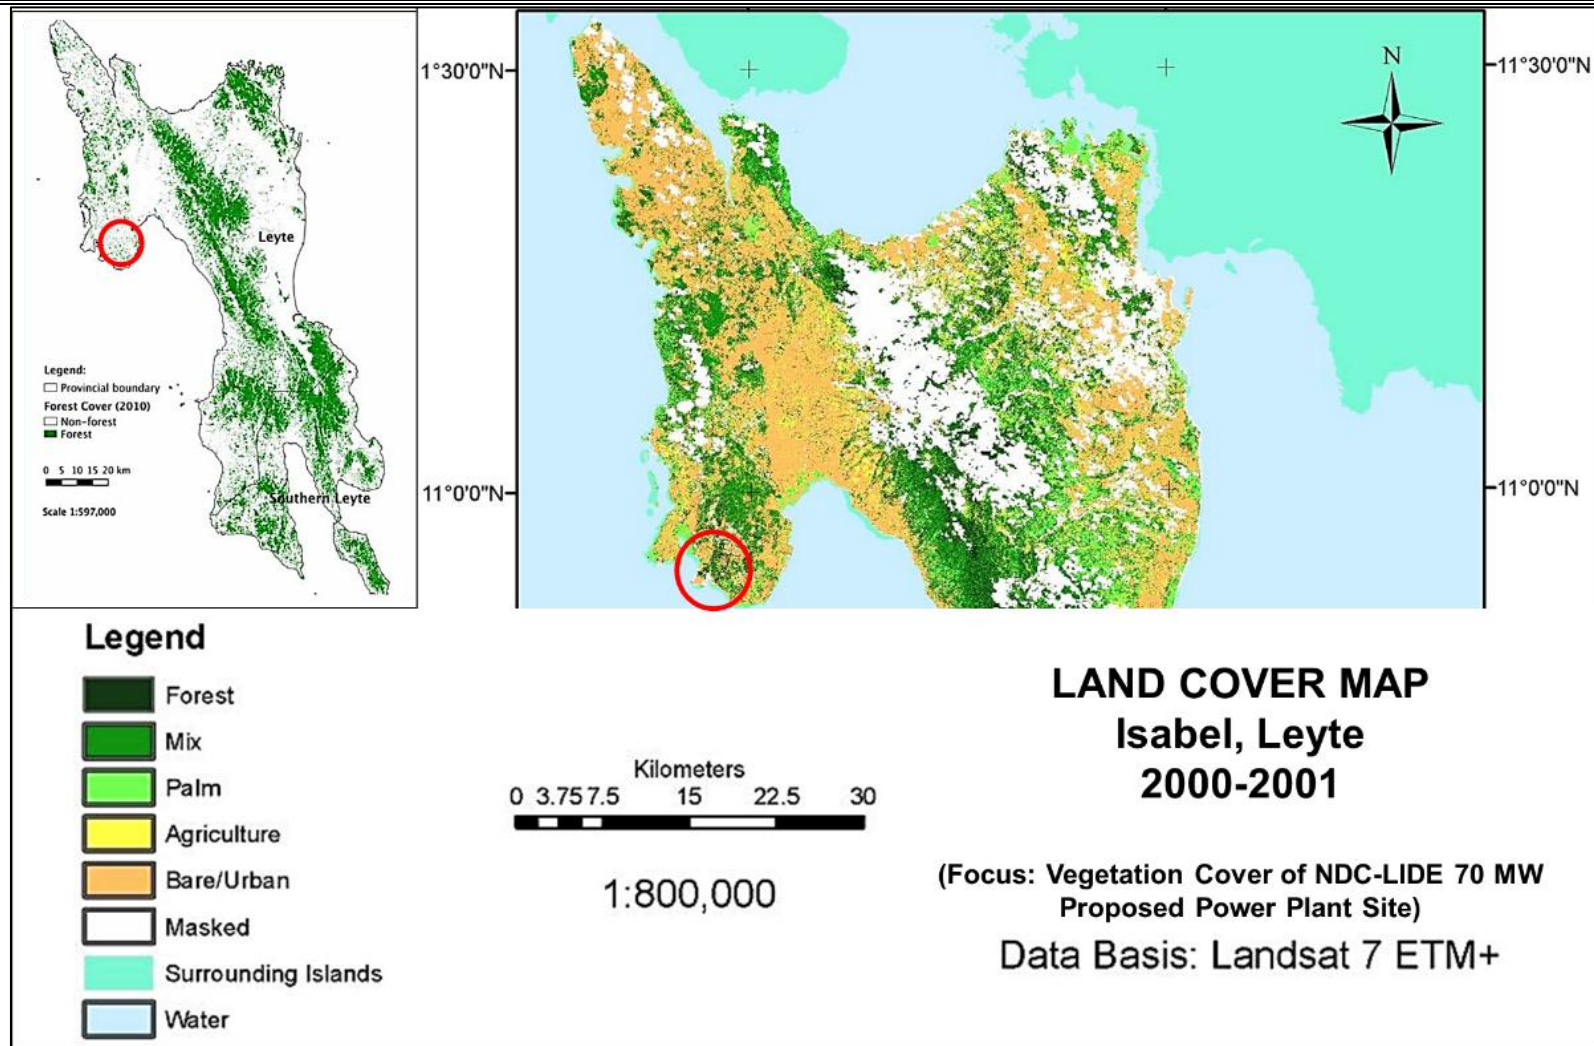 Leyte
Southern Leyte
Legend:
Provincial boundary
Forest Cover (2010)
Non-forest
Forest
0 5 10 15 20 km
Scale 1:597,000
1°30'0"N
11°0'0"N
N
11°30'0"N
11°0'0"N
Legend
Forest
Mix
Palm
Agriculture
Bare/Urban
Masked
Surrounding Islands
Water
Kilometers
0 3.75 7.5 15 22.5 30
1:800,000
LAND COVER MAP
Isabel, Leyte
2000-2001
(Focus: Vegetation Cover of NDC-LIDE 70 MW
Proposed Power Plant Site)
Data Basis: Landsat 7 ETM+